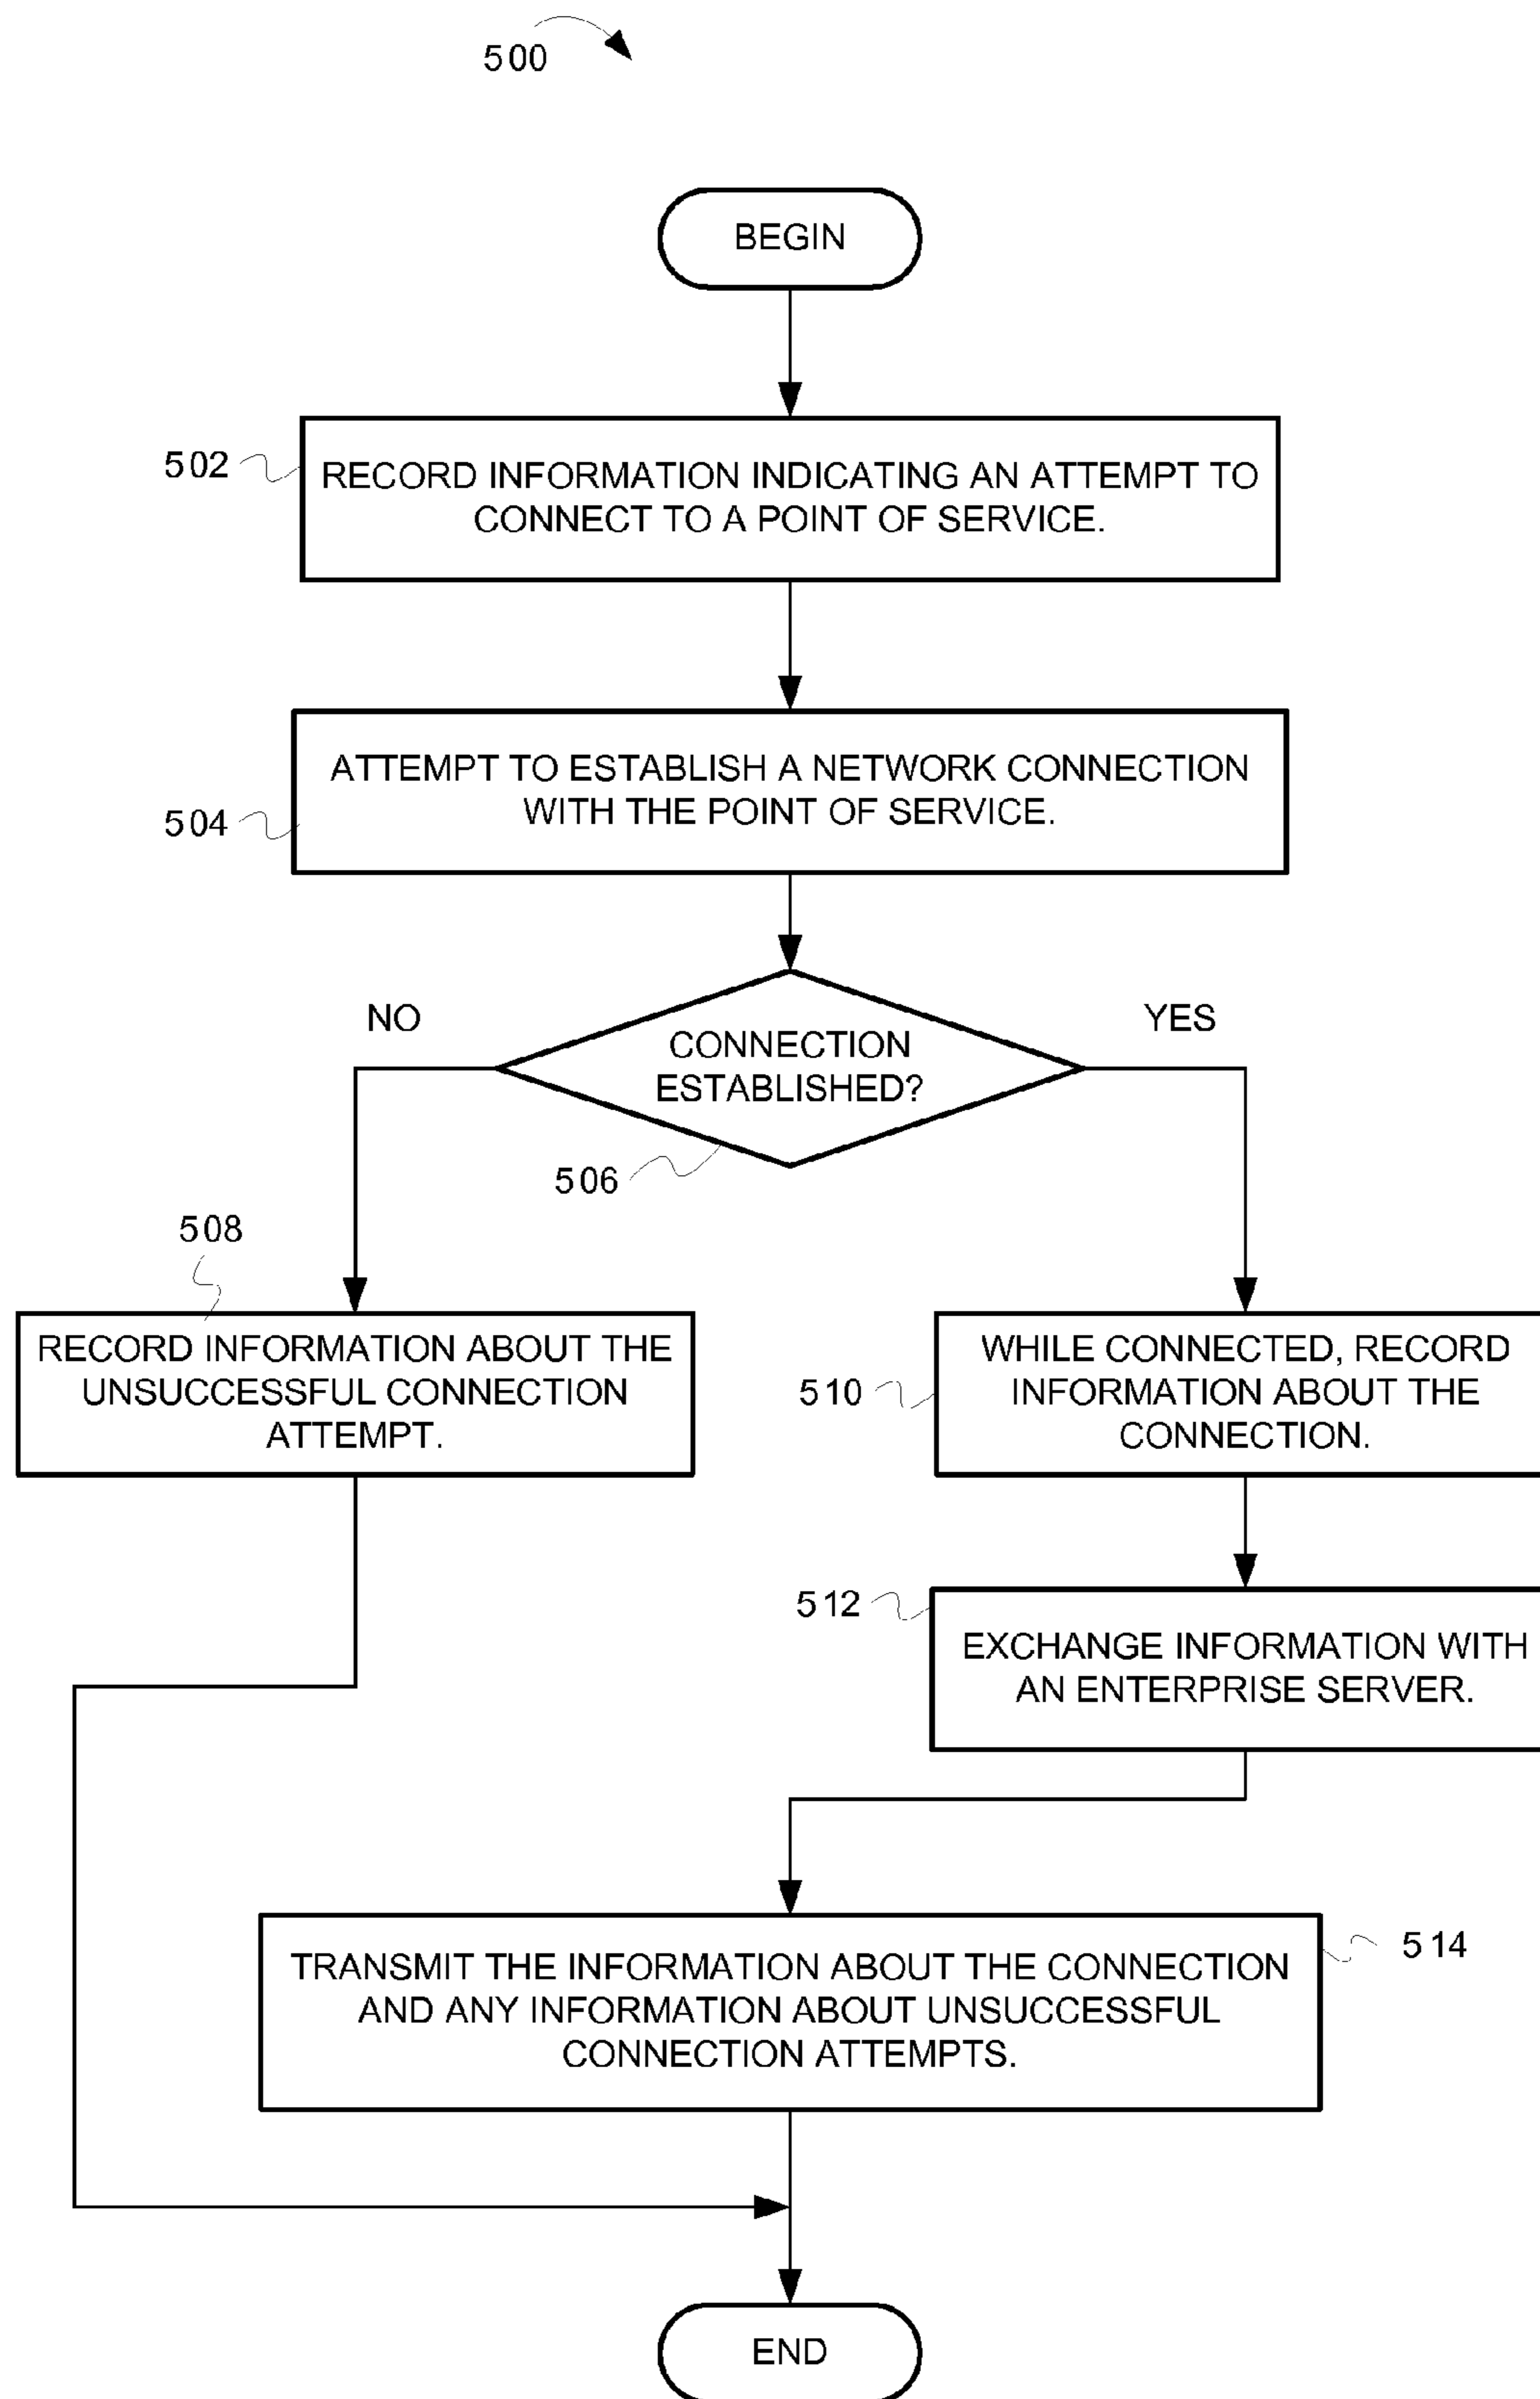 500
BEGIN
502
RECORD INFORMATION INDICATING AN ATTEMPT TO
CONNECT TO A POINT OF SERVICE.
504
ATTEMPT TO ESTABLISH A NETWORK CONNECTION
WITH THE POINT OF SERVICE.
NO
YES
CONNECTION
ESTABLISHED?
506
508
RECORD INFORMATION ABOUT THE
UNSUCCESSFUL CONNECTION
ATTEMPT.
510
WHILE CONNECTED, RECORD
INFORMATION ABOUT THE
CONNECTION.
512
EXCHANGE INFORMATION WITH
AN ENTERPRISE SERVER.
514
TRANSMIT THE INFORMATION ABOUT THE CONNECTION
AND ANY INFORMATION ABOUT UNSUCCESSFUL
CONNECTION ATTEMPTS.
END